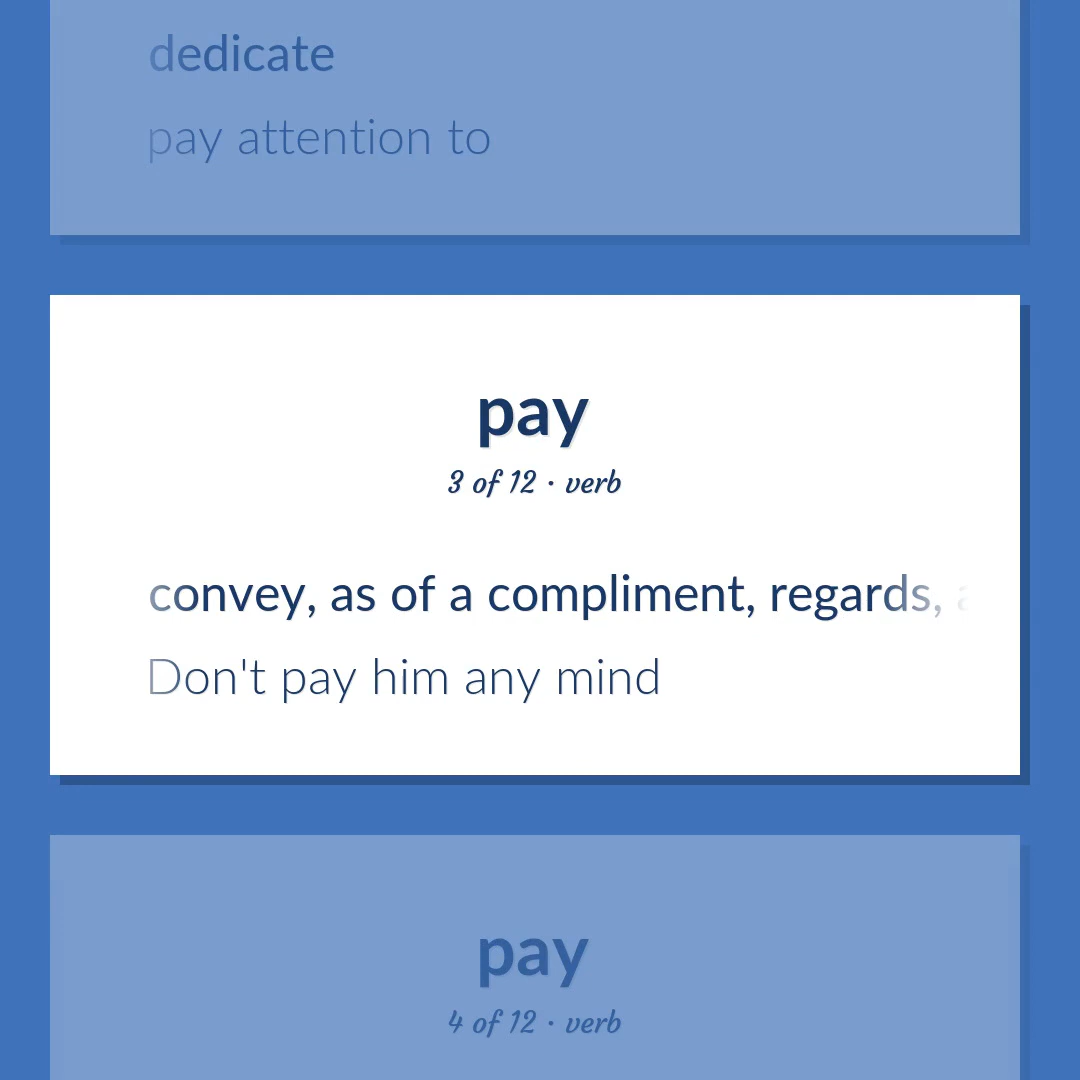 dedicate
pay attention to
pay
3 of 12 · verb
convey, as of a compliment, regards,
Don't pay him any mind
pay
4 of 12 · verb